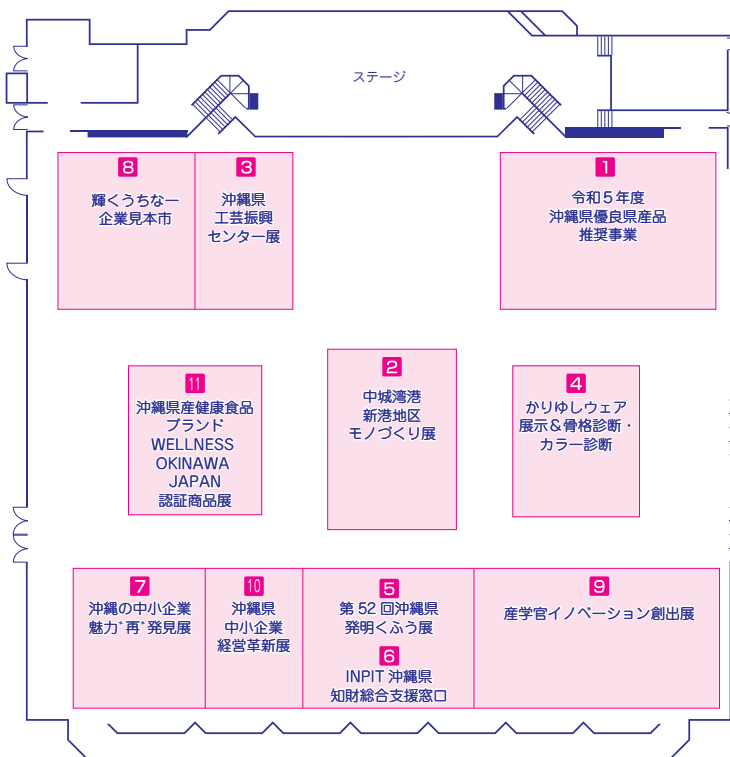 ステージ
8
輝くうちなー
企業見本市
3
沖縄県
工芸振興
センター展
1
令和5年度
沖縄県優良県産品
推奨事業
11
沖縄県産健康食品
ブランド
WELLNESS
OKINAWA
JAPAN
認証商品展
2
中城湾港
新港地区
モノづくり展
4
かりゆしウェア
展示＆骨格診断・
カラー診断
7
沖縄の中小企業
魅力"再"発見展
10
沖縄県
中小企業
経営革新展
5
第 52 回沖縄県
発明くふう展
6
INPIT 沖縄県
知財総合支援窓口
9
産学官イノベーション創出展